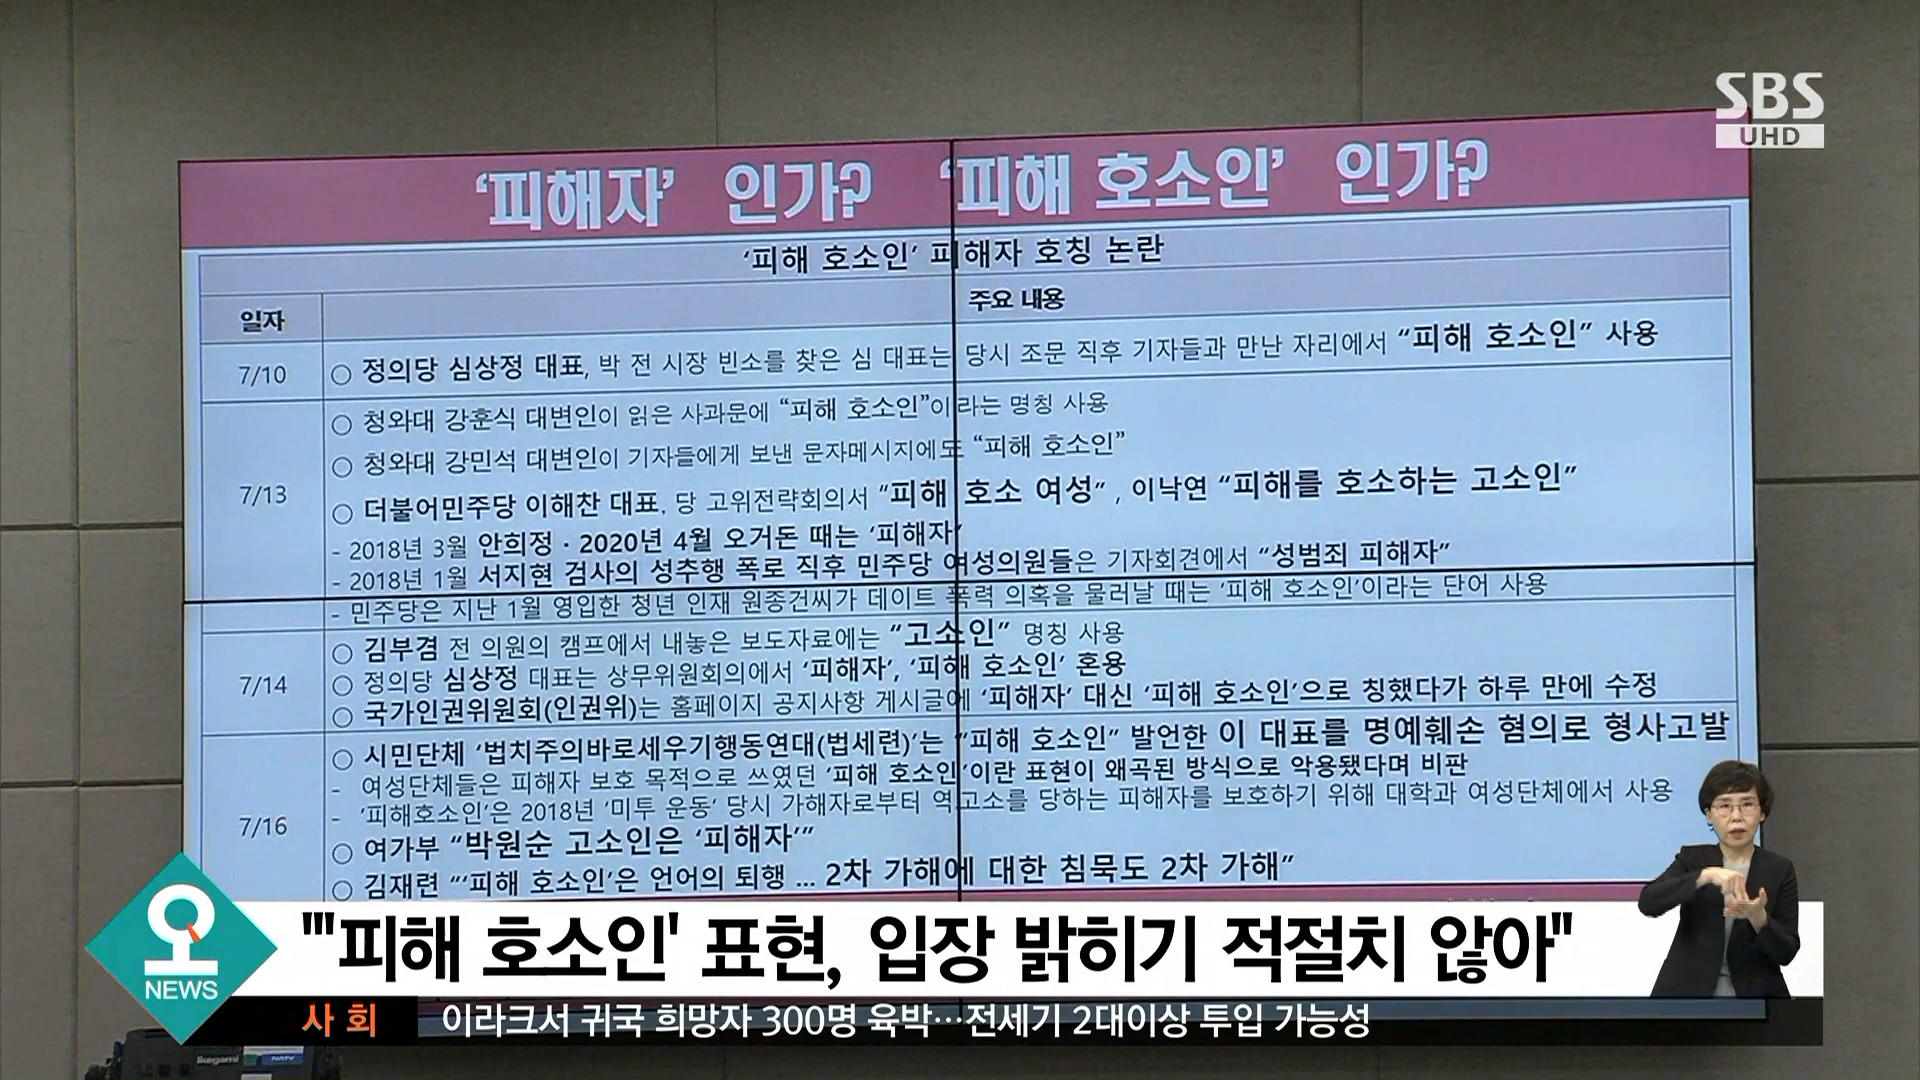 SBS
UHD
‘피해자’ 인가? ‘피해 호소인’ 인가?
‘피해 호소인’ 피해자 호칭 논란
일자 주요 내용
7/10 ○ 정의당 심상정 대표, 박 전 시장 빈소를 찾은 심 대표는 당시 조문 직후 기자들과 만난 자리에서 “피해 호소인” 사용
○ 청와대 강훈식 대변인이 읽은 사과문에 “피해 호소인”이라는 명칭 사용
○ 청와대 강민석 대변인이 기자들에게 보낸 문자메시지에도 “피해 호소인”
7/13 ○ 더불어민주당 이해찬 대표. 당 고위전략회의서 “피해 호소 여성” , 이낙연 “피해를 호소하는 고소인”
- 2018년 3월 안희정 · 2020년 4월 오거돈 때는 ‘피해자’
- 2018년 1월 서지현 검사의 성추행 폭로 직후 민주당 여성의원들은 기자회견에서 “성범죄 피해자”
- 민주당은 지난 1월 영입한 청년 인재 원종건씨가 데이트 폭력 의혹을 물러날 때는 ‘피해 호소인’이라는 단어 사용
○ 김부겸 전 의원의 캠프에서 내놓은 보도자료에는 “고소인” 명칭 사용
7/14 ○ 정의당 심상정 대표는 상무위원회의에서 ‘피해자’, ‘피해 호소인’ 혼용
○ 국가인권위원회(인권위)는 홈페이지 공지사항 게시글에 ‘피해자’ 대신 ‘피해 호소인’으로 칭했다가 하루 만에 수정
○ 시민단체 ‘법치주의바로세우기행동연대(법세련)’는 “피해 호소인” 발언한 이 대표를 명예훼손 혐의로 형사고발
- 여성단체들은 피해자 보호 목적으로 쓰였던 ‘피해 호소인’이란 표현이 왜곡된 방식으로 악용됐다며 비판
- ‘피해호소인’은 2018년 ‘미투 운동’ 당시 가해자로부터 역고소를 당하는 피해자를 보호하기 위해 대학과 여성단체에서 사용
7/16 ○ 여가부 “박원순 고소인은 ‘피해자’”
○ 김재련 “‘피해 호소인’은 언어의 퇴행 ... 2차 가해에 대한 침묵도 2차 가해”
"'피해 호소인' 표현, 입장 밝히기 적절치 않아"
오
NEWS
사회 이라크서 귀국 희망자 300명 육박…전세기 2대이상 투입 가능성
Ikegami